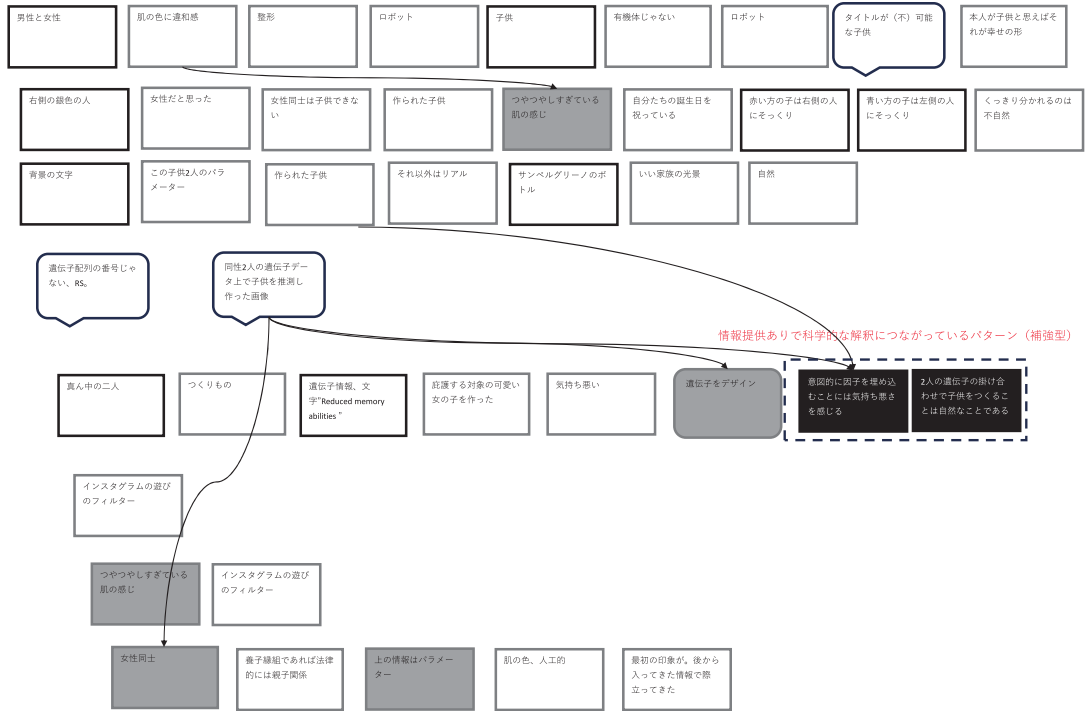 男性と女性
肌の色に違和感
整形
ロボット
子供
有機体じゃない
ロボット
タイトルが（不）可能
な子供
本人が子供と思えばそ
れが幸せの形
右側の銀色の人
女性だと思った
女性同士は子供できな
い
作られた子供
つやつやしすぎている
肌の感じ
自分たちの誕生日を
祝っている
赤い方の子は右側の人
にそっくり
青い方の子は左側の人
にそっくり
くっきり分かれるのは
不自然
背景の文字
この子供2人のパラ
メーター
作られた子供
それ以外はリアル
サンペルグリーノのボ
トル
いい家族の光景
自然
遺伝子配列の番号じゃ
ない、RS。
同性2人の遺伝子デー
タ上で子供を推測し
作った画像
情報提供ありで科学的な解釈につながっているパターン（補強型）
真ん中の二人
つくりもの
遺伝子情報、文
字"Reduced memory
abilities ”
庇護する対象の可愛い
女の子を作った
気持ち悪い
遺伝子をデザイン
意図的に因子を埋め込
むことには気持ち悪さ
を感じる
2人の遺伝子の掛け合
わせで子供をつくるこ
とは自然なことである
インスタグラムの遊び
のフィルター
つやつやしすぎている
肌の感じ
インスタグラムの遊び
のフィルター
女性同士
養子縁組であれば法律
的には親子関係
上の情報はパラメー
ター
肌の色、人工的
最初の印象が。後から
入ってきた情報で際
立ってきた